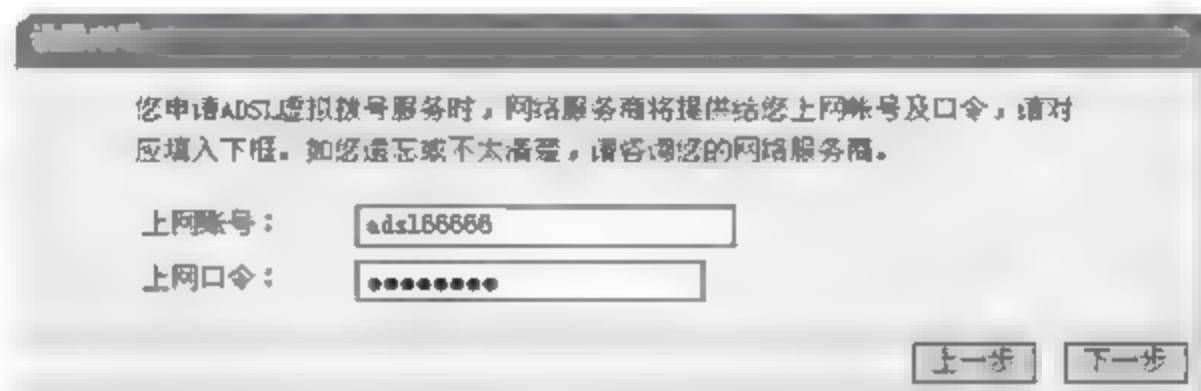 您申请ADSL虚拟拨号服务时，网络服务商将提供给您上网帐号及口令，请对
应填入下框。如您遗忘或不太清楚，请咨询您的网络服务商。
上网账号：
上网口令：
上一步 下一步